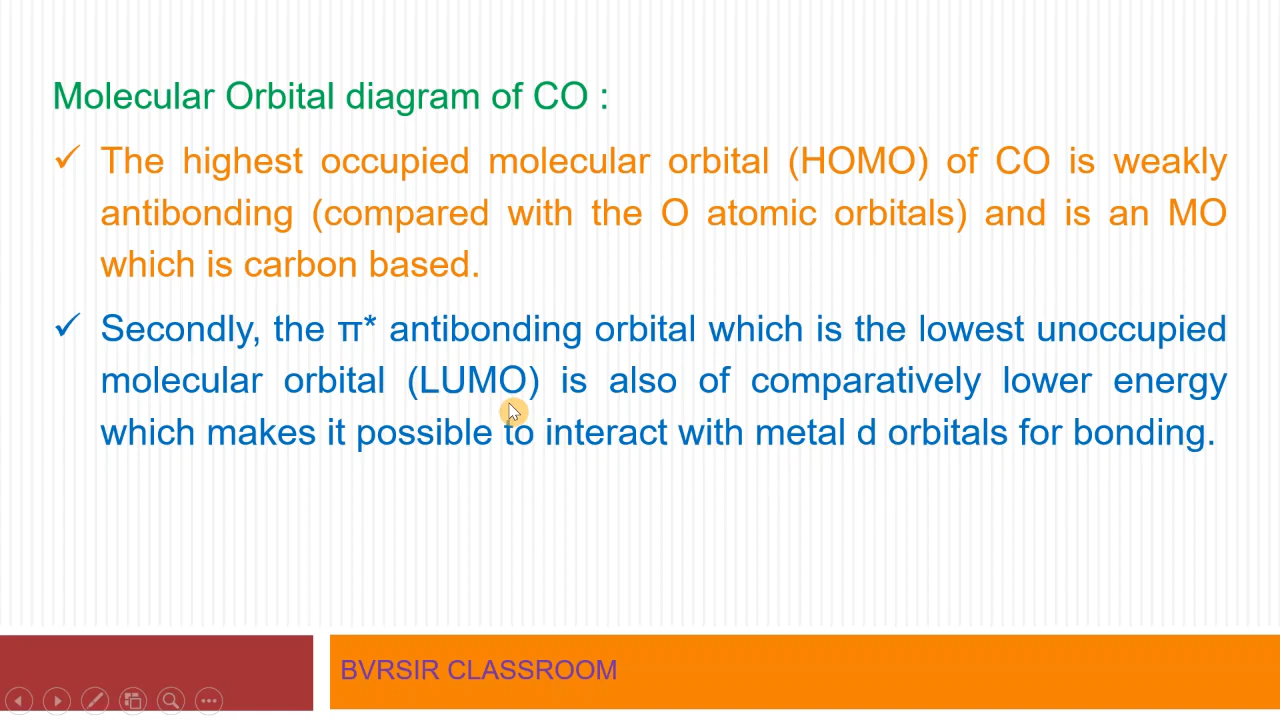 Molecular Orbital diagram of CO :
✓ The highest occupied molecular orbital (HOMO) of CO is weakly
antibonding (compared with the O atomic orbitals) and is an MO
which is carbon based.
✓ Secondly, the π* antibonding orbital which is the lowest unoccupied
molecular orbital (LUMO) is also of comparatively lower energy
which makes it possible to interact with metal d orbitals for bonding.
BVRSIR CLASSROOM